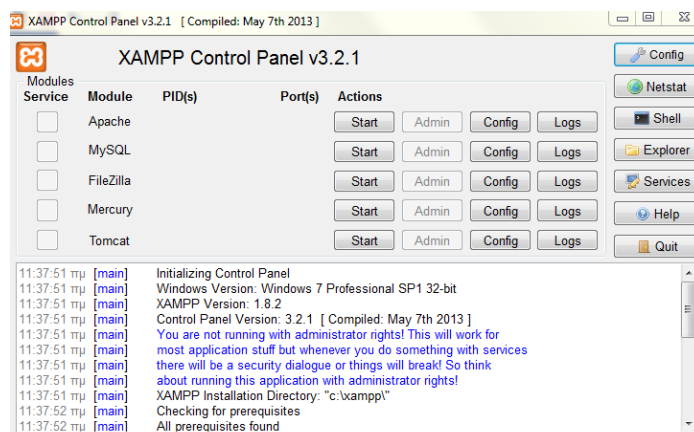 XAMPP Control Panel v3.2.1 [ Compiled: May 7th 2013 ]
XAMPP Control Panel v3.2.1
Config
Modules
Service Module PID(s) Port(s) Actions
Netstat
Apache Start Admin Config Logs
Shell
MySQL Start Admin Config Logs
Explorer
FileZilla Start Admin Config Logs
Services
Mercury Start Admin Config Logs
Help
Tomcat Start Admin Config Logs
Quit
11:37:51 πμ [main] Initializing Control Panel
11:37:51 πμ [main] Windows Version: Windows 7 Professional SP1 32-bit
11:37:51 πμ [main] XAMPP Version: 1.8.2
11:37:51 πμ [main] Control Panel Version: 3.2.1 [ Compiled: May 7th 2013 ]
11:37:51 πμ [main] You are not running with administrator rights! This will work for
11:37:51 πμ [main] most application stuff but whenever you do something with services
11:37:51 πμ [main] there will be a security dialogue or things will break! So think
11:37:51 πμ [main] about running this application with administrator rights!
11:37:51 πμ [main] XAMPP Installation Directory: "c:\xampp\"
11:37:52 πμ [main] Checking for prerequisites
11:37:52 πμ [main] All prerequisites found